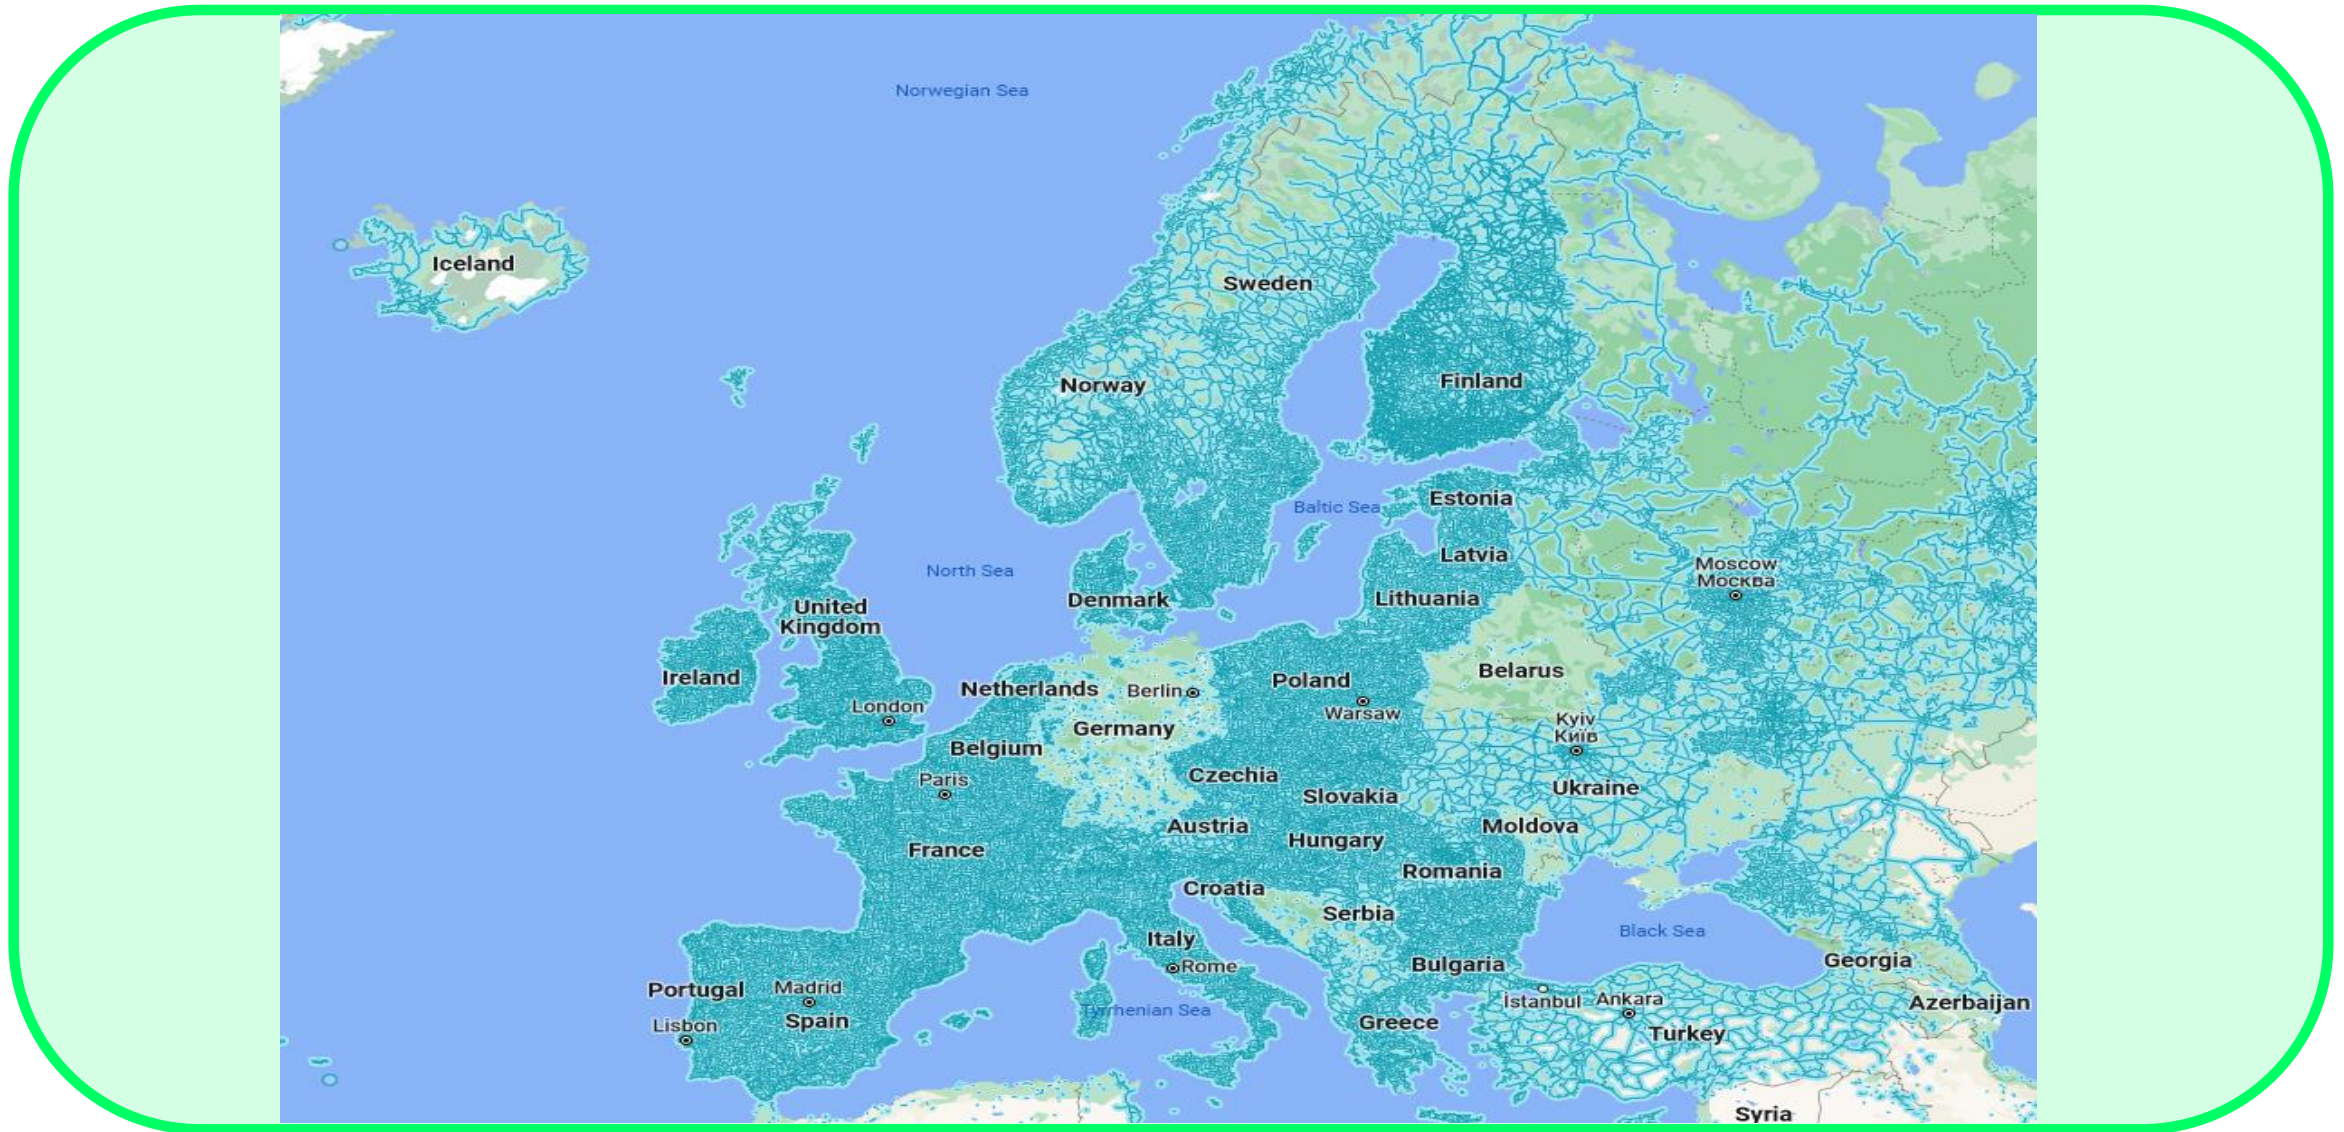 Norwegian Sea
Iceland
Sweden
Norway
Finland
Estonia
Baltic Sea
Latvia
North Sea
Moscow
Москва
Denmark
Lithuania
United
Kingdom
Ireland
Netherlands
Berlin
Poland
Belarus
London
Warsaw
Germany
Kyiv
Київ
Belgium
Paris
Czechia
Slovakia
Ukraine
Austria
Moldova
Hungary
France
Romania
Croatia
Serbia
Black Sea
Italy
Rome
Bulgaria
Georgia
Portugal
Madrid
Spain
İstanbul
Ankara
Azerbaijan
Tyrrhenian Sea
Lisbon
Greece
Turkey
Syria